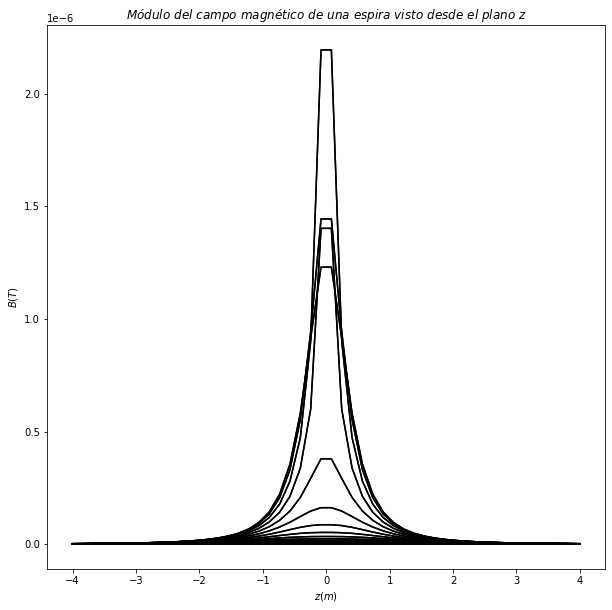 Módulo del campo magnético de una espira visto desde el plano z
1e-6
2.0
1.5
1.0
0.5
0.0
B(T)
−4 −3 −2 −1 0 1 2 3 4
z(m)